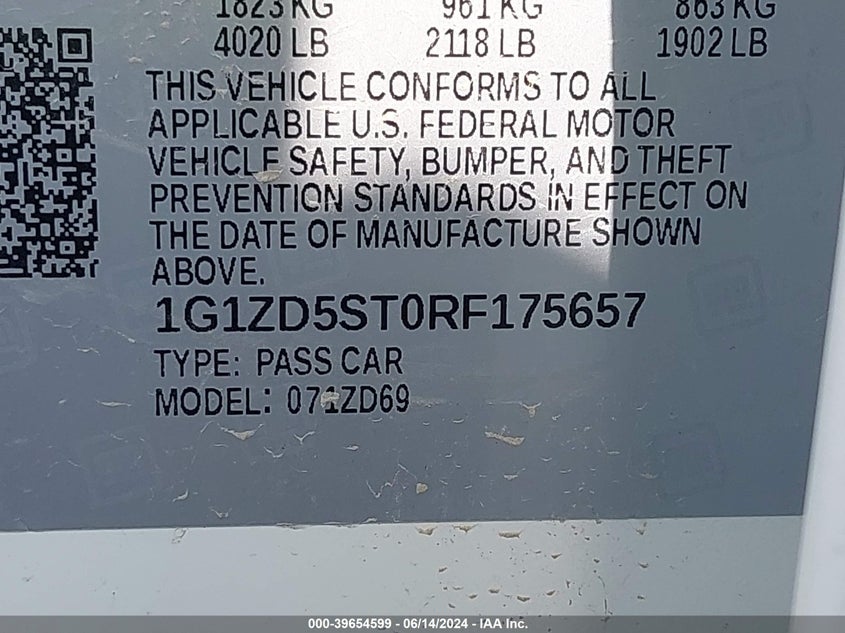 1823 KG 961 KG 863 KG
4020 LB 2118 LB 1902 LB
THIS VEHICLE CONFORMS TO ALL
APPLICABLE U.S. FEDERAL MOTOR
VEHICLE SAFETY, BUMPER, AND THEFT
PREVENTION STANDARDS IN EFFECT ON
THE DATE OF MANUFACTURE SHOWN
ABOVE.
1G1ZD5ST0RF175657
TYPE: PASS CAR
MODEL: 071ZD69
000-39654599 - 06/14/2024 - IAA Inc.